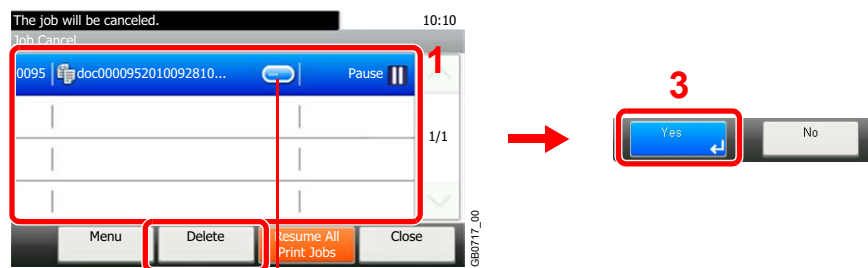 The job will be canceled.
10:10
Job Cancel
1
0095 doc0000952010092810... Pause
1/1
Menu
Delete
Resume All
Print Jobs
Close
GB0717_00
3
Yes
No